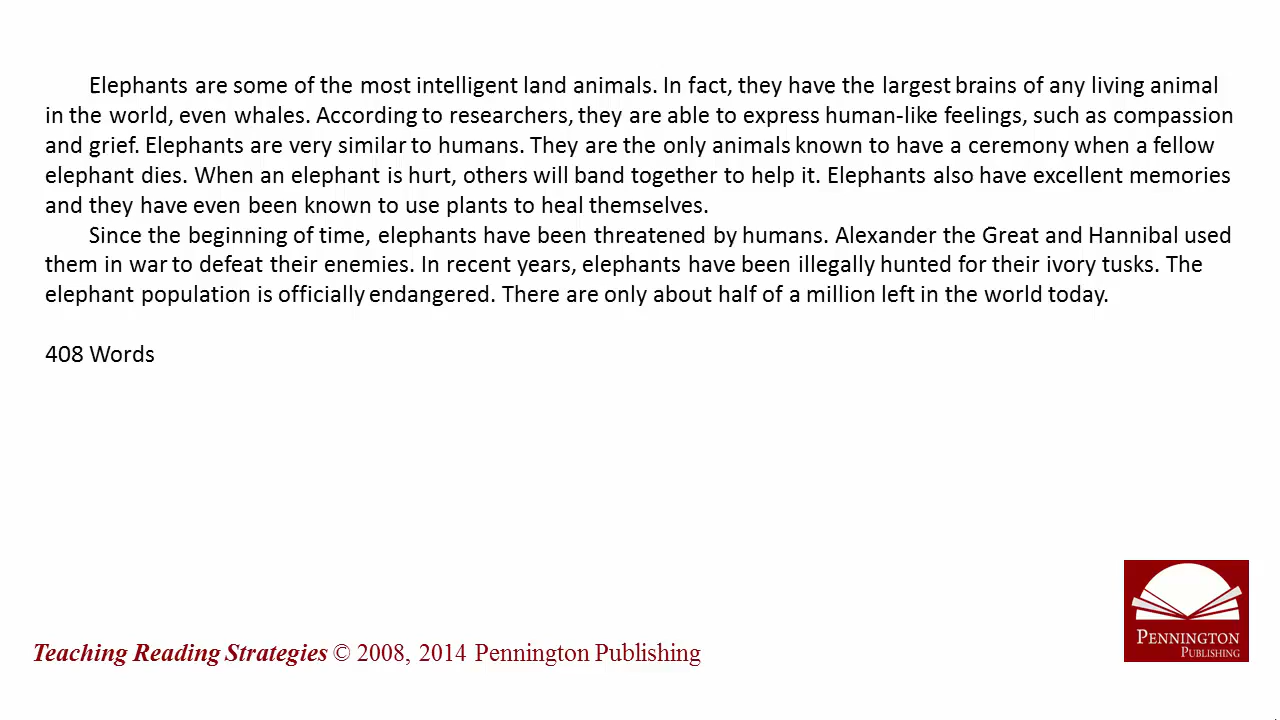 Elephants are some of the most intelligent land animals. In fact, they have the largest brains of any living animal
in the world, even whales. According to researchers, they are able to express human-like feelings, such as compassion
and grief. Elephants are very similar to humans. They are the only animals known to have a ceremony when a fellow
elephant dies. When an elephant is hurt, others will band together to help it. Elephants also have excellent memories
and they have even been known to use plants to heal themselves.
Since the beginning of time, elephants have been threatened by humans. Alexander the Great and Hannibal used
them in war to defeat their enemies. In recent years, elephants have been illegally hunted for their ivory tusks. The
elephant population is officially endangered. There are only about half of a million left in the world today.
408 Words
Teaching Reading Strategies © 2008, 2014 Pennington Publishing
PENNINGTON
PUBLISHING